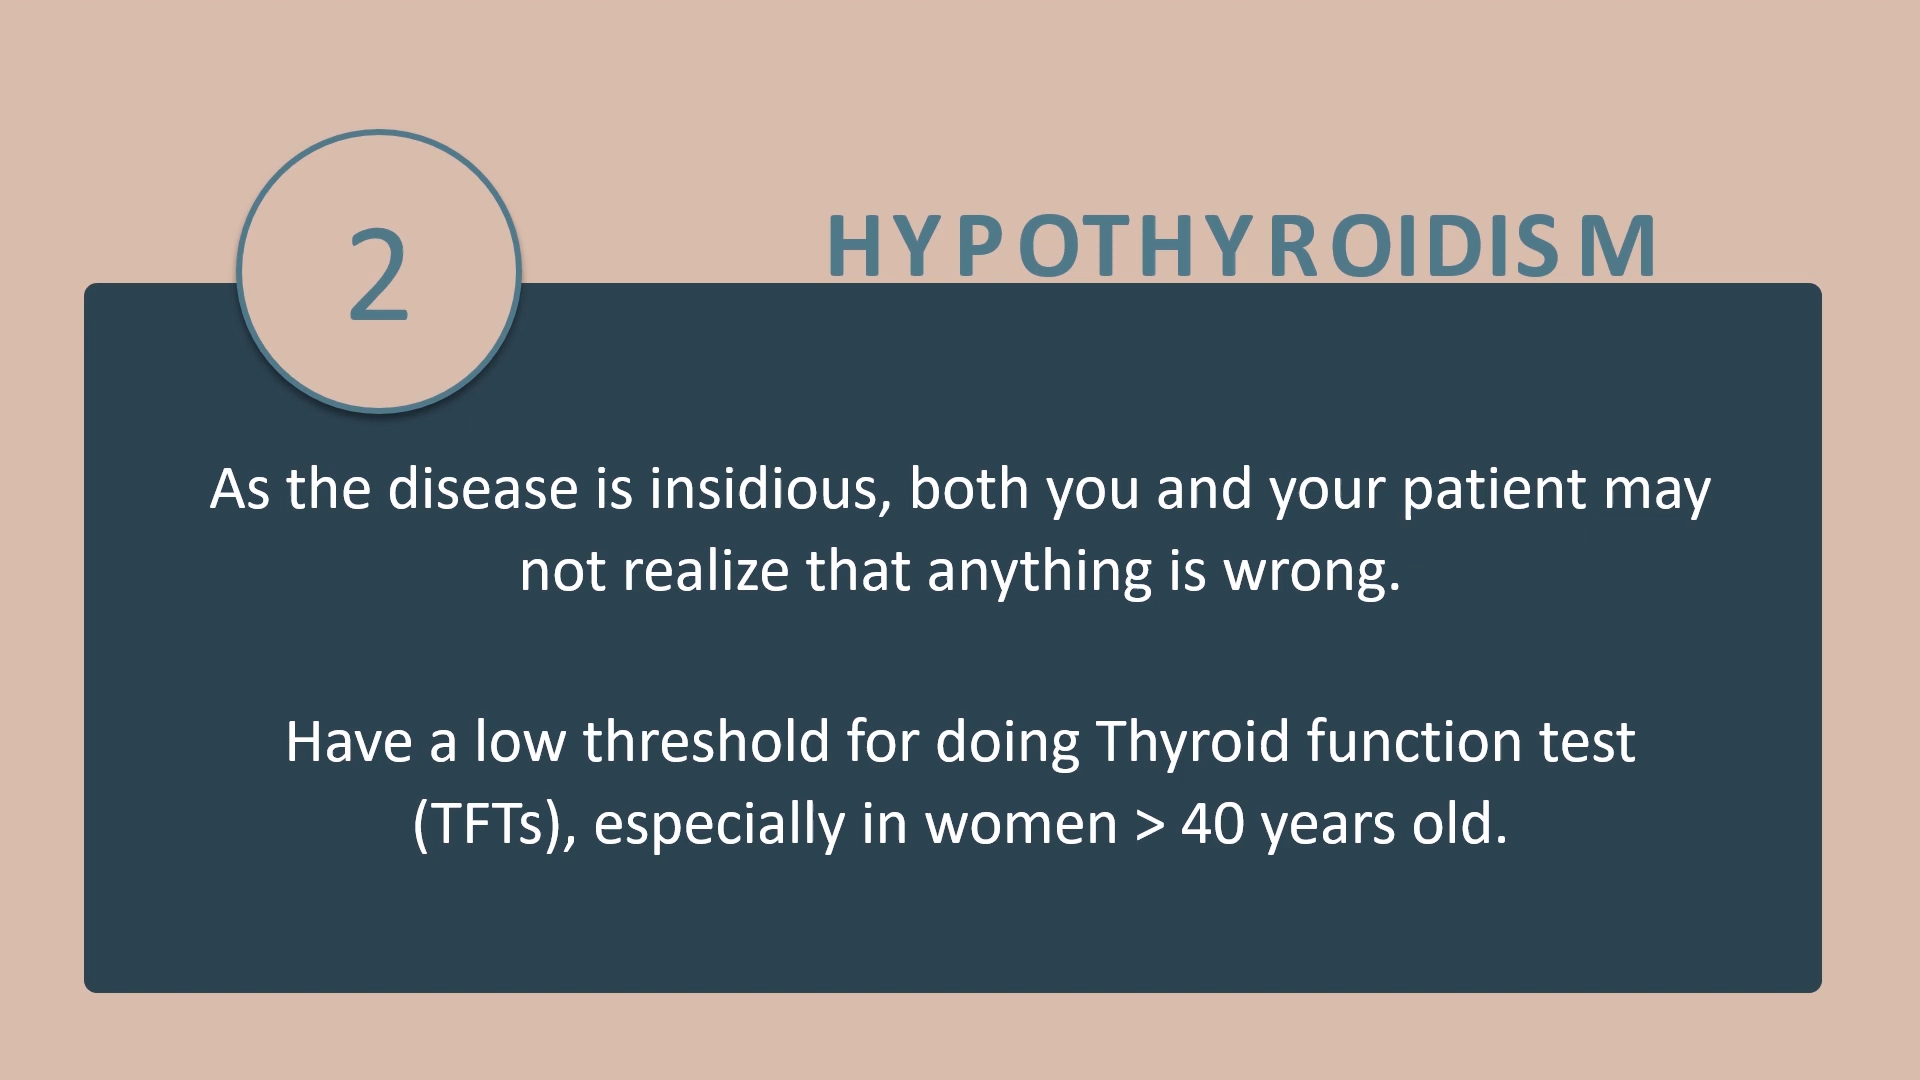 2
HYPOTHYROIDISM
As the disease is insidious, both you and your patient may
not realize that anything is wrong.
Have a low threshold for doing Thyroid function test
(TFTs), especially in women > 40 years old.